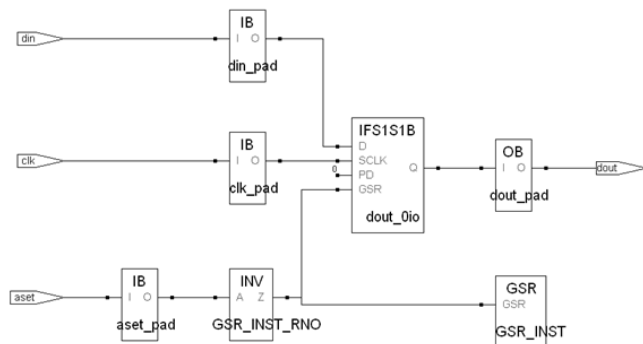 IB
din
I O
din_pad
IFS1S1B
IB
D
OB
clk
I O
SCLK
Q
I O
dout
0
PD
clk_pad
GSR
dout_pad
dout_0io
IB
INV
GSR
aset
I O
A Z
GSR
aset_pad
GSR_INST_RNO
GSR_INST